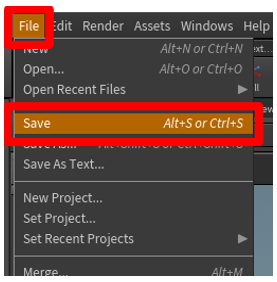 File Edit Render Assets Windows Help
New Alt+N or Ctrl+N
Open... Alt+O or Ctrl+O
Open Recent Files
Save Alt+S or Ctrl+S
Save As...
Save As Text...
New Project...
Set Project...
Set Recent Projects
Merge... Alt+M